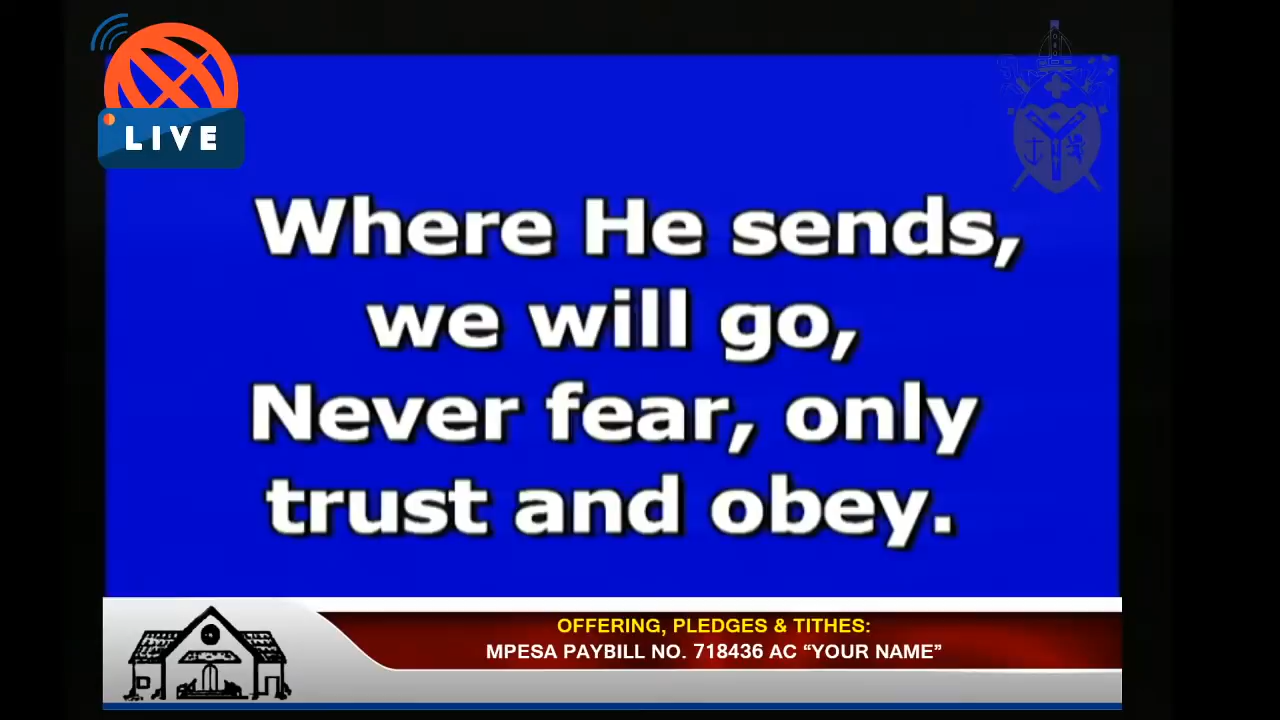 LIVE
Where He sends,
we will go,
Never fear, only
trust and obey.
OFFERING, PLEDGES & TITHES:
MPESA PAYBILL NO. 718436 AC “YOUR NAME”